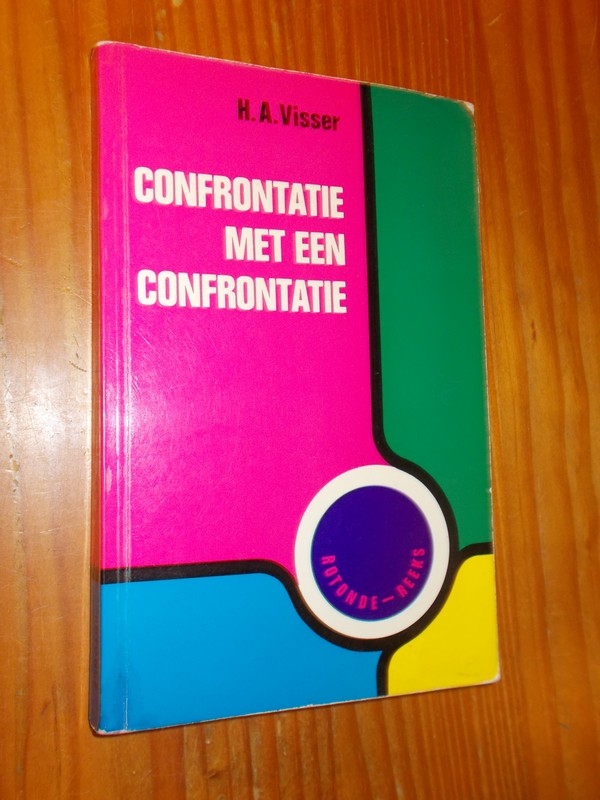 H.A.Visser
CONFRONTATIE
MET EEN
CONFRONTATIE
ROTONDE-REEKS